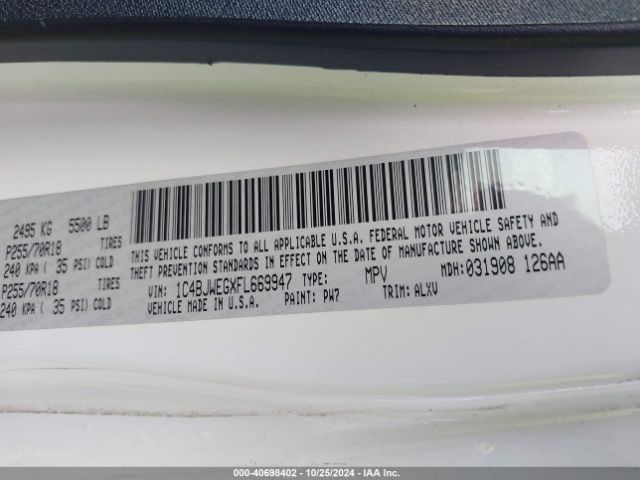 2495 KG 5500 LB
P255/70R18 TIRES
240 KPA ( 35 PSI) COLD
P255/70R18 TIRES
240 KPA ( 35 PSI) COLD
THIS VEHICLE CONFORMS TO ALL APPLICABLE U.S.A. FEDERAL MOTOR VEHICLE SAFETY AND
THEFT PREVENTION STANDARDS IN EFFECT ON THE DATE OF MANUFACTURE SHOWN ABOVE.
VIN: 1C4BJWEGXFL669947 TYPE: MPV MDH:031908 126AA
VEHICLE MADE IN U.S.A. PAINT: PW7 TRIM: ALXV
000-40698402 - 10/25/2024 - IAA Inc.